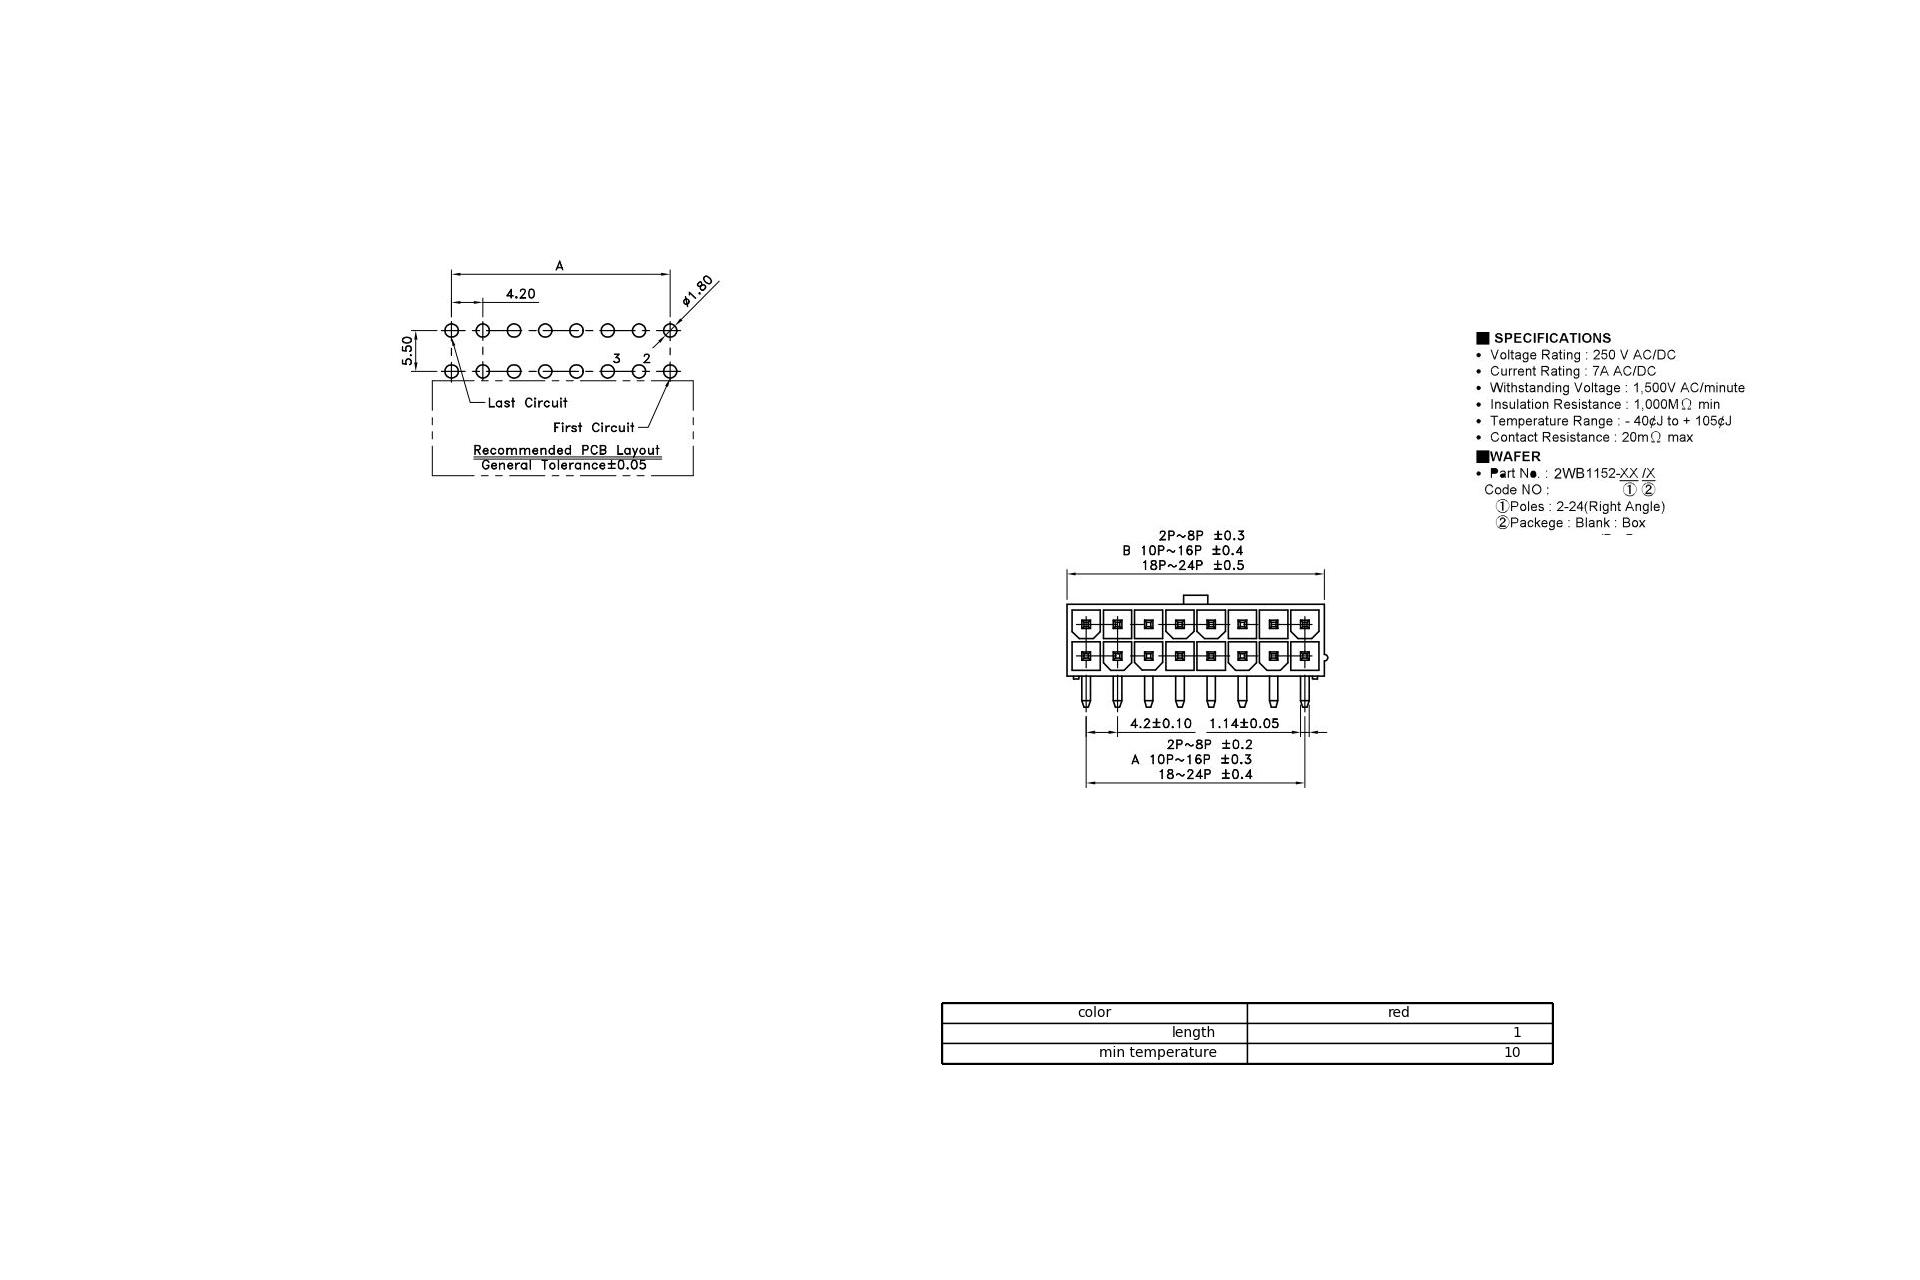 A
4.20
ø1.80
5.50
3 2
Last Circuit
First Circuit
Recommended PCB Layout
General Tolerance±0.05
■ SPECIFICATIONS
• Voltage Rating : 250 V AC/DC
• Current Rating : 7A AC/DC
• Withstanding Voltage : 1,500V AC/minute
• Insulation Resistance : 1,000MΩ min
• Temperature Range : - 40¢J to + 105¢J
• Contact Resistance : 20mΩ max
■WAFER
• Part No. : 2WB1152-XX /X
Code NO : ① ②
①Poles : 2-24(Right Angle)
②Packege : Blank : Box
2P~8P ±0.3
B 10P~16P ±0.4
18P~24P ±0.5
4.2±0.10 1.14±0.05
2P~8P ±0.2
A 10P~16P ±0.3
18~24P ±0.4
color red
length 1
min temperature 10